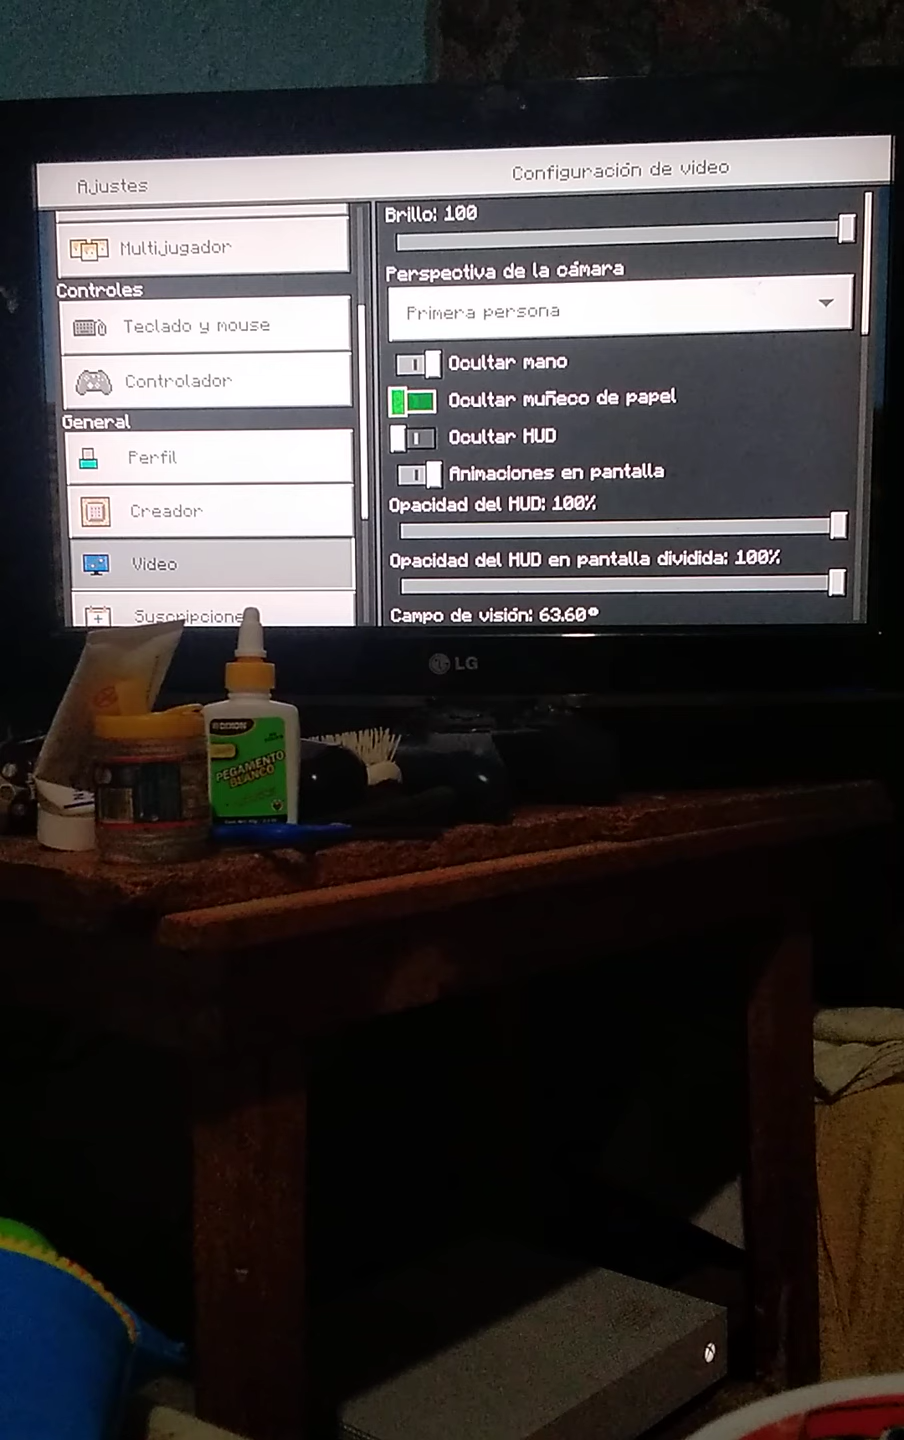 Ajustes
Configuración de video
Multijugador
Controles
Teclado y mouse
Controlador
General
Perfil
Creador
Video
Suscripcione
Brillo: 100
Perspectiva de la cámara
Primera persona
Ocultar mano
Ocultar muñeco de papel
Ocultar HUD
Animaciones en pantalla
Opacidad del HUD: 100%
Opacidad del HUD en pantalla dividida: 100%
Campo de visión: 63.60°
LG
DIXON
PEGAMENTO
BLANCO